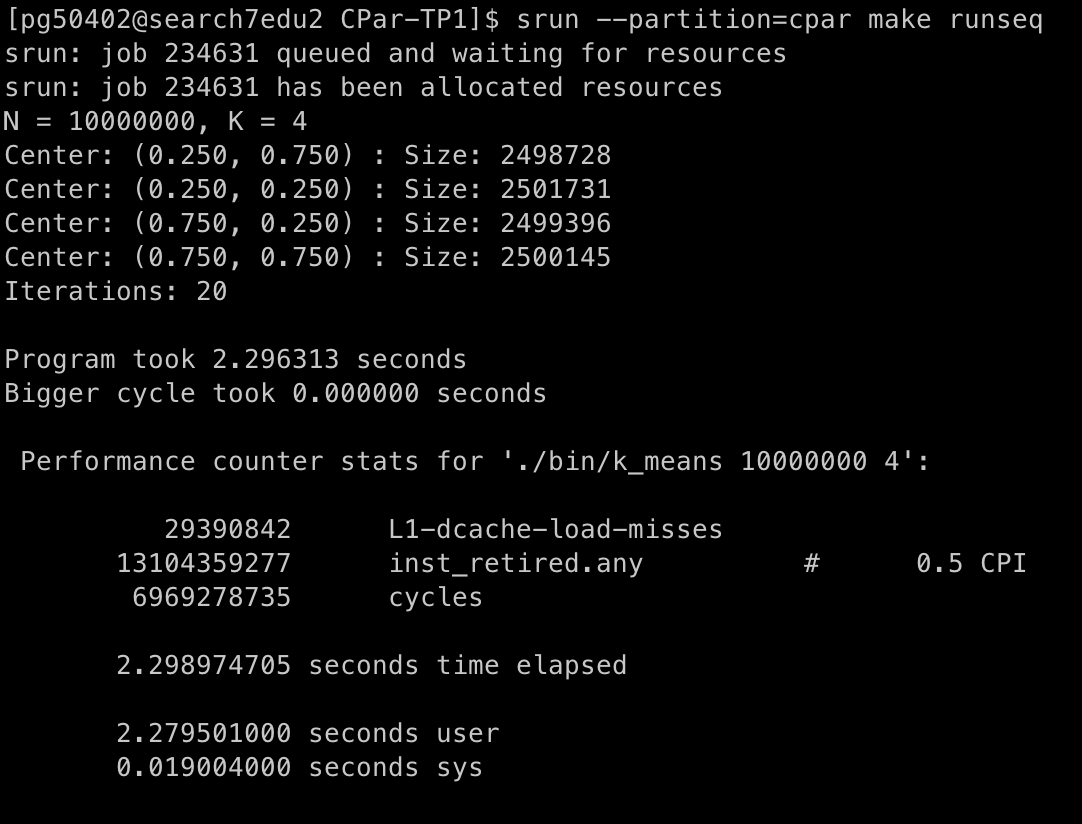 [pg50402@search7edu2 CPar-TP1]$ srun --partition=cpar make runseq
srun: job 234631 queued and waiting for resources
srun: job 234631 has been allocated resources
N = 10000000, K = 4
Center: (0.250, 0.750) : Size: 2498728
Center: (0.250, 0.250) : Size: 2501731
Center: (0.750, 0.250) : Size: 2499396
Center: (0.750, 0.750) : Size: 2500145
Iterations: 20
Program took 2.296313 seconds
Bigger cycle took 0.000000 seconds
Performance counter stats for './bin/k_means 10000000 4':
29390842 L1-dcache-load-misses
13104359277 inst_retired.any # 0.5 CPI
6969278735 cycles
2.298974705 seconds time elapsed
2.279501000 seconds user
0.019004000 seconds sys